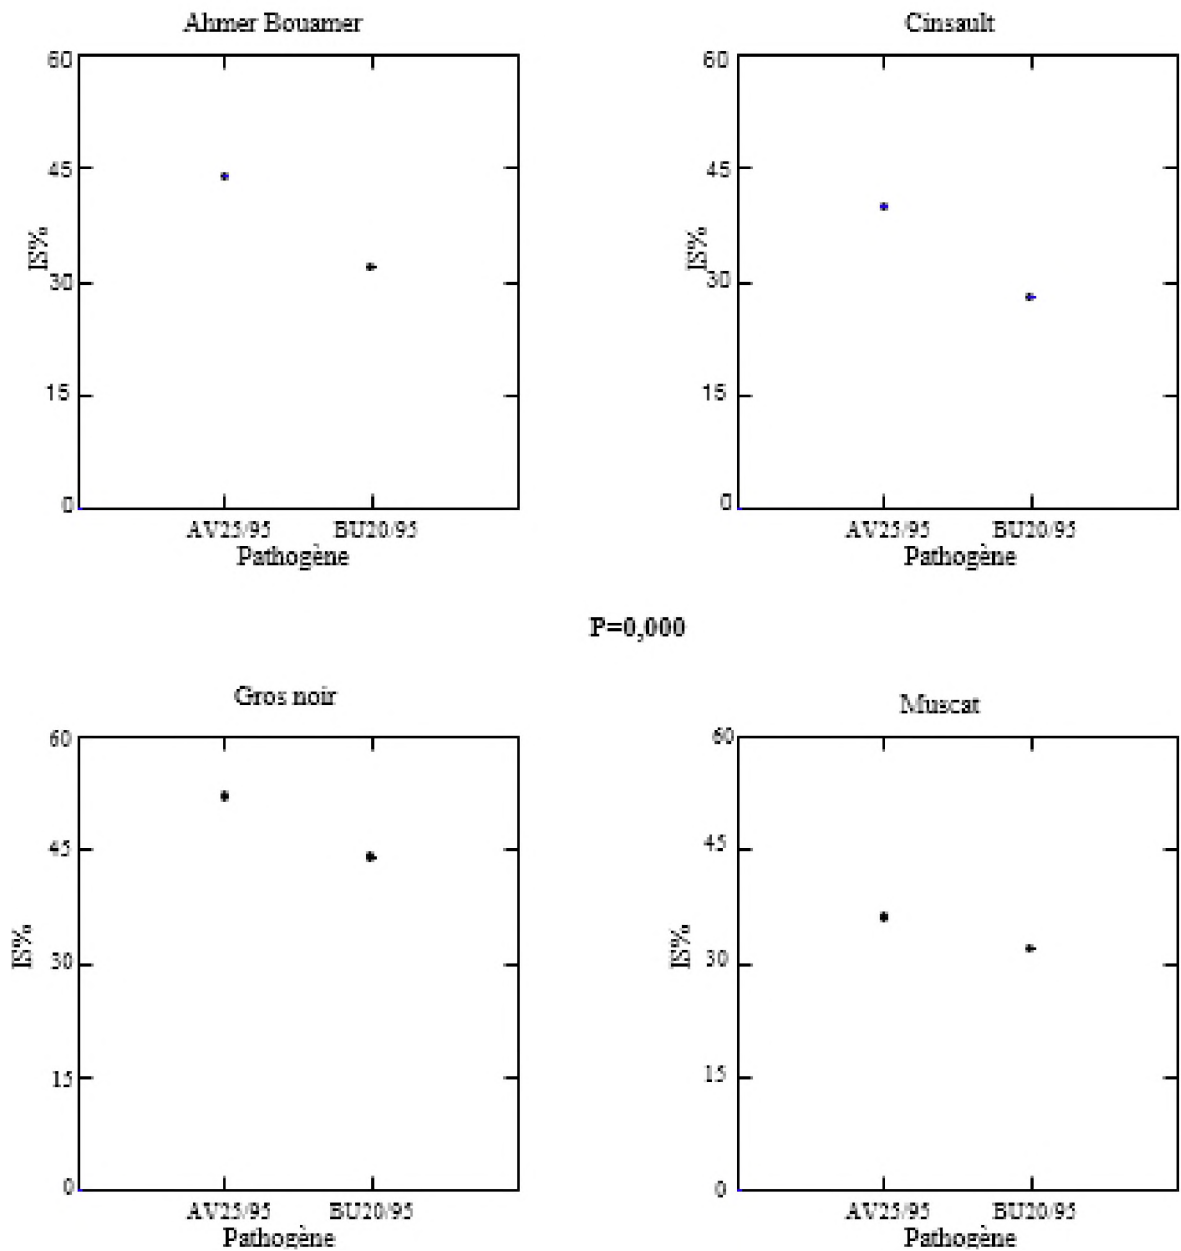 Ahmer Bouamer
60
45
30
15
0
IS%
AV25/95 BU20/95
Pathogène
Cinsault
60
45
30
15
0
IS%
AV25/95 BU20/95
Pathogène
P=0,000
Gros noir
60
45
30
15
0
IS%
AV25/95 BU20/95
Pathogène
Muscat
60
45
30
15
0
IS%
AV25/95 BU20/95
Pathogène